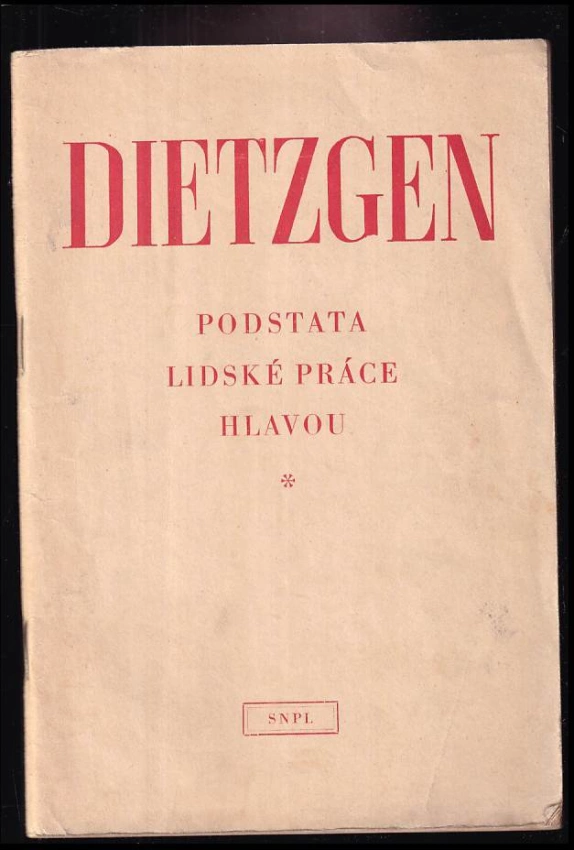 DIETZGEN
PODSTATA
LIDSKÉ PRÁCE
HLAVOU
*
SNPL